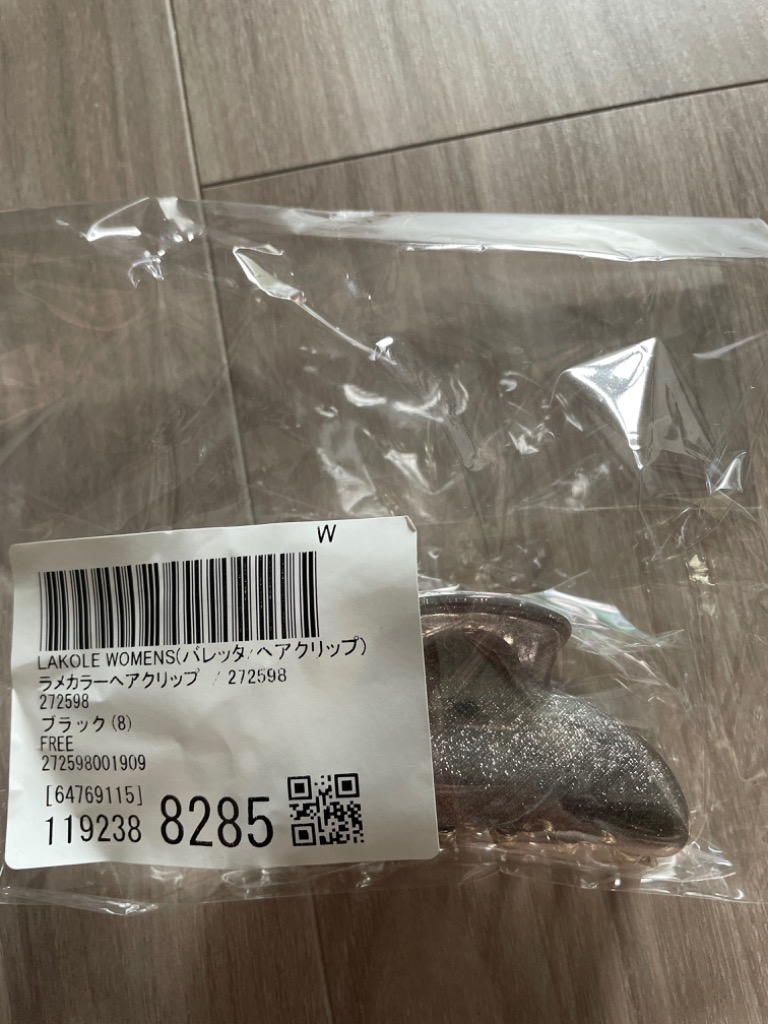 W
LAKOLE WOMENS(バレッタ/ヘアクリップ)
ラメカラーヘアクリップ / 272598
272598
ブラック(8)
FREE
272598001909
[64769115]
119238 8285